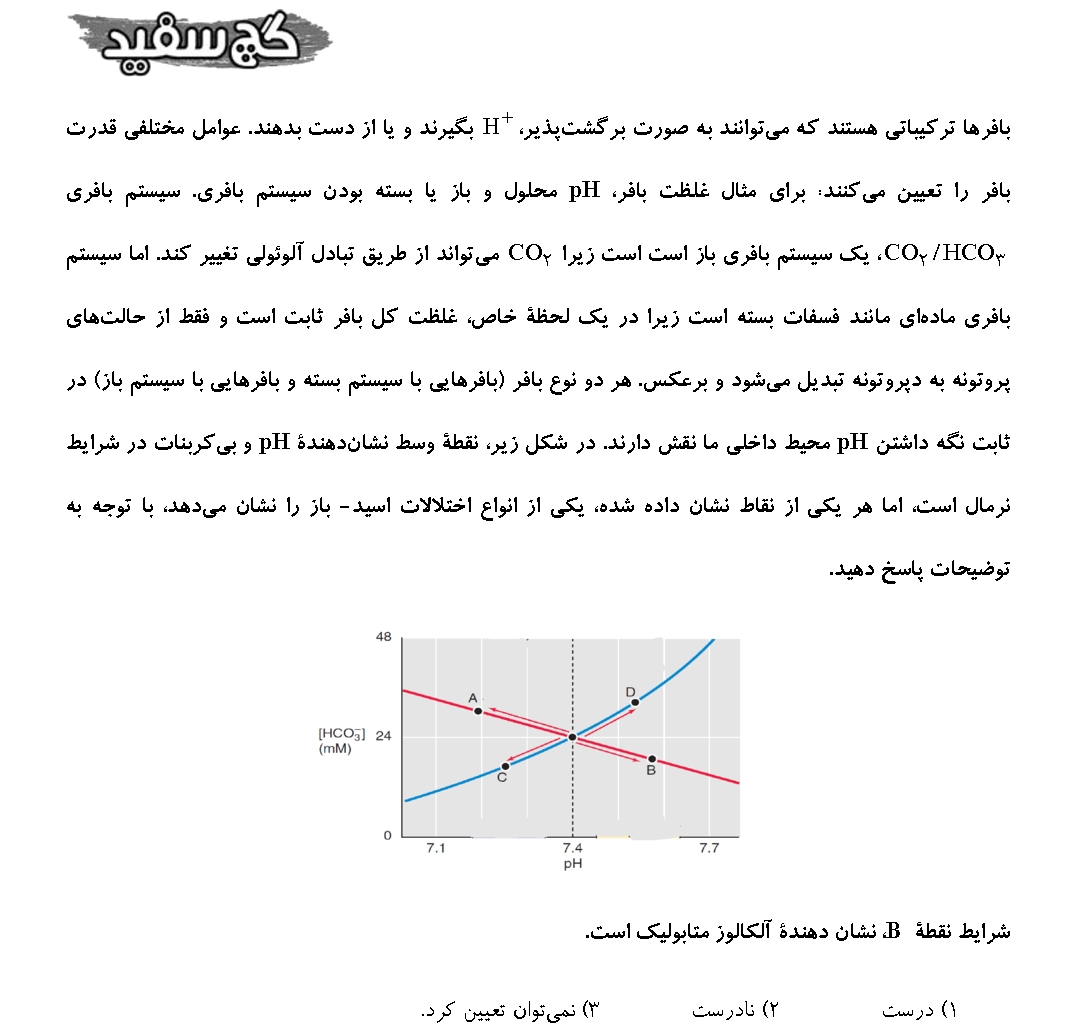 گچ سفید
بافرها ترکیباتی هستند که می‌توانند به صورت برگشت‌پذیر، H⁺ بگیرند و یا از دست بدهند. عوامل مختلفی قدرت
بافر را تعیین می‌کنند؛ برای مثال غلظت بافر، pH محلول و باز یا بسته بودن سیستم بافری. سیستم بافری
CO₂/HCO₃، یک سیستم بافری باز است است زیرا CO₂ می‌تواند از طریق تبادل آلوئولی تغییر کند. اما سیستم
بافری ماده‌ای مانند فسفات بسته است زیرا در یک لحظهٔ خاص، غلظت کل بافر ثابت است و فقط از حالت‌های
پروتونه به دپروتونه تبدیل می‌شود و برعکس. هر دو نوع بافر (بافرهایی با سیستم بسته و بافرهایی با سیستم باز) در
ثابت نگه داشتن pH محیط داخلی ما نقش دارند. در شکل زیر، نقطهٔ وسط نشان‌دهندهٔ pH و بی‌کربنات در شرایط
نرمال است، اما هر یکی از نقاط نشان داده شده، یکی از انواع اختلالات اسید- باز را نشان می‌دهد، با توجه به
توضیحات پاسخ دهید.
48
A
D
[HCO₃⁻] 24
(mM)
B
C
0
7.1 7.4 7.7
pH
شرایط نقطهٔ B، نشان دهندهٔ آلکالوز متابولیک است.
۱) درست ۲) نادرست ۳) نمی‌توان تعیین کرد.